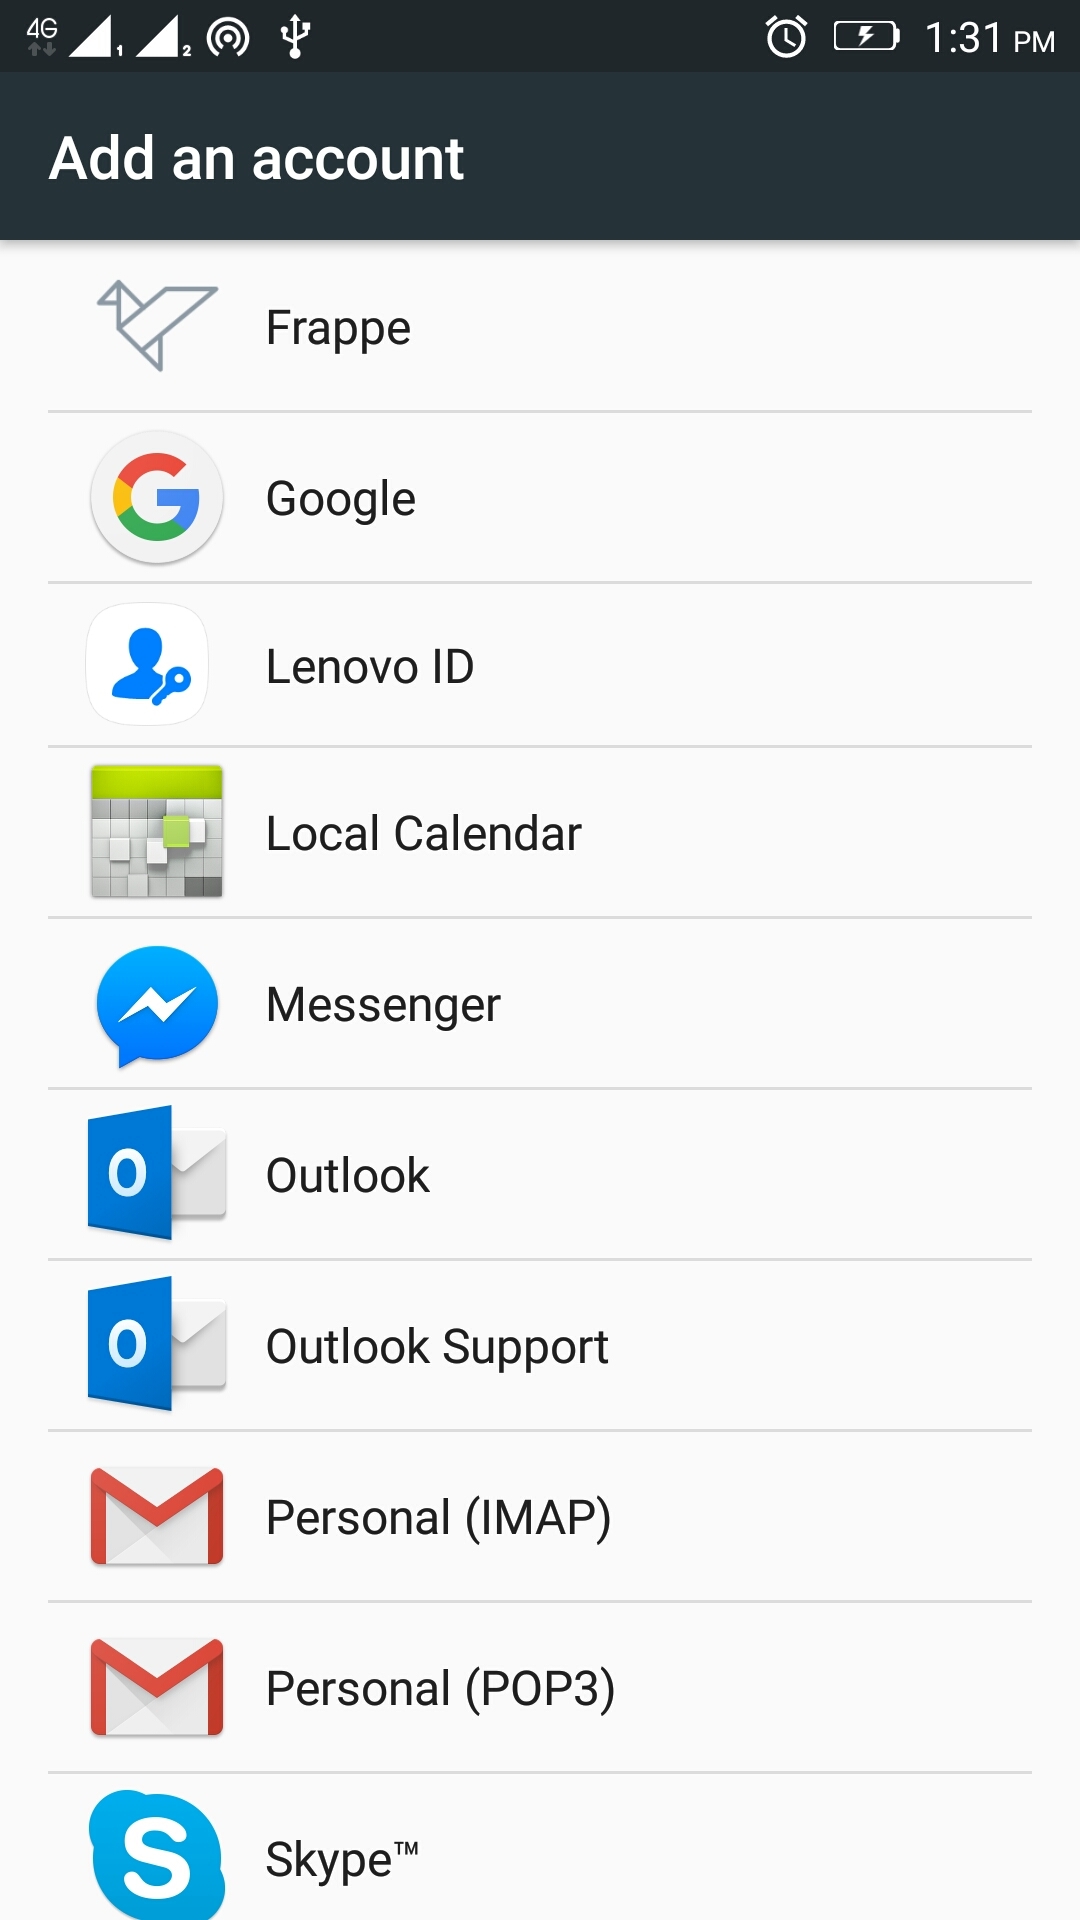 4G 1 2 1:31 PM
Add an account
Frappe
Google
Lenovo ID
Local Calendar
Messenger
Outlook
Outlook Support
Personal (IMAP)
Personal (POP3)
Skype™